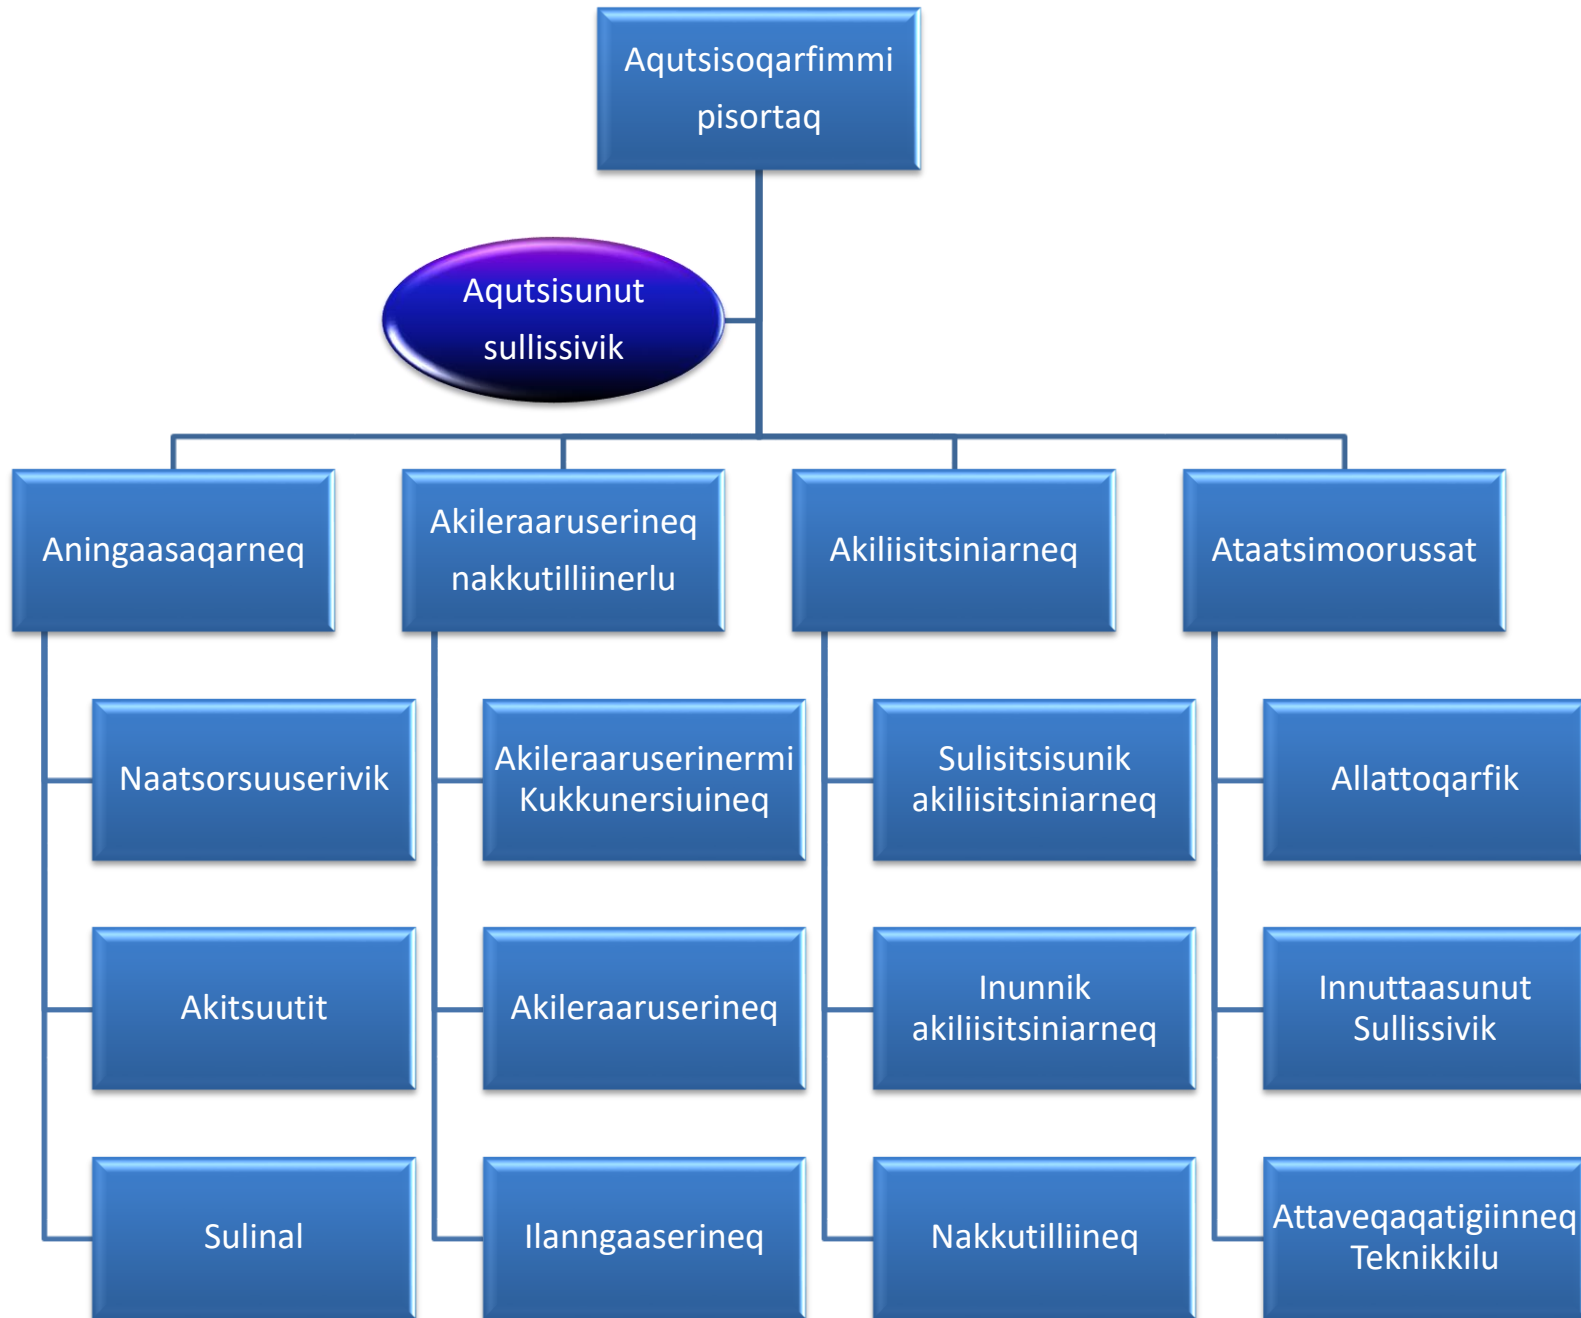 Aqutsisoqarfimmi
pisortaq
Aqutsisunut
sullissivik
Aningaasaqarneq
Akileraaruserineq
nakkutilliinerlu
Akiliisitsiniarneq
Ataatsimoorussat
Naatsorsuuserivik
Akileraaruserinermi
Kukkunersiuineq
Sulisitsisunik
akiliisitsiniarneq
Allattoqarfik
Akitsuutit
Akileraaruserineq
Inunnik
akiliisitsiniarneq
Innuttaasunut
Sullissivik
Sulinal
Ilanngaaserineq
Nakkutilliineq
Attaveqaqatigiinneq
Teknikkilu